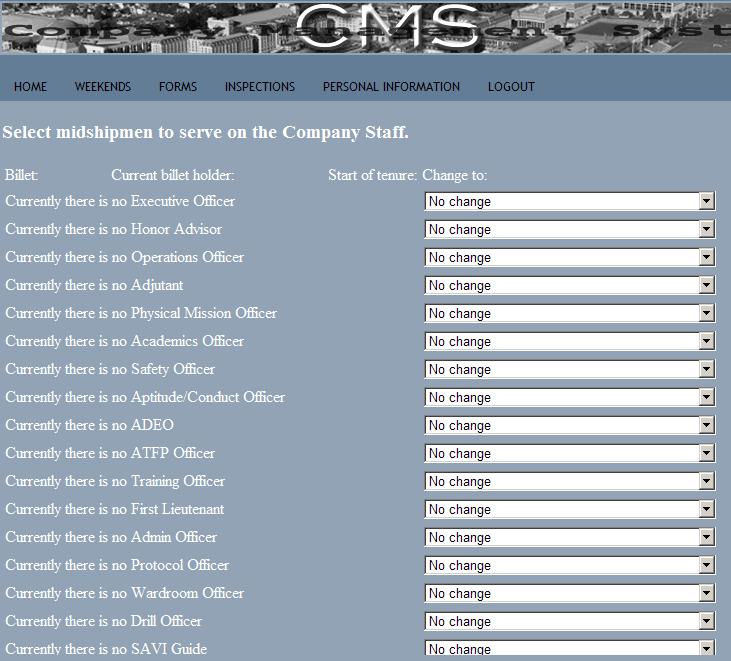 CMS
Company Management Syst
HOME WEEKENDS FORMS INSPECTIONS PERSONAL INFORMATION LOGOUT
Select midshipmen to serve on the Company Staff.
Billet: Current billet holder: Start of tenure: Change to:
Currently there is no Executive Officer No change
Currently there is no Honor Advisor No change
Currently there is no Operations Officer No change
Currently there is no Adjutant No change
Currently there is no Physical Mission Officer No change
Currently there is no Academics Officer No change
Currently there is no Safety Officer No change
Currently there is no Aptitude/Conduct Officer No change
Currently there is no ADEO No change
Currently there is no ATFP Officer No change
Currently there is no Training Officer No change
Currently there is no First Lieutenant No change
Currently there is no Admin Officer No change
Currently there is no Protocol Officer No change
Currently there is no Wardroom Officer No change
Currently there is no Drill Officer No change
Currently there is no SAVI Guide No change